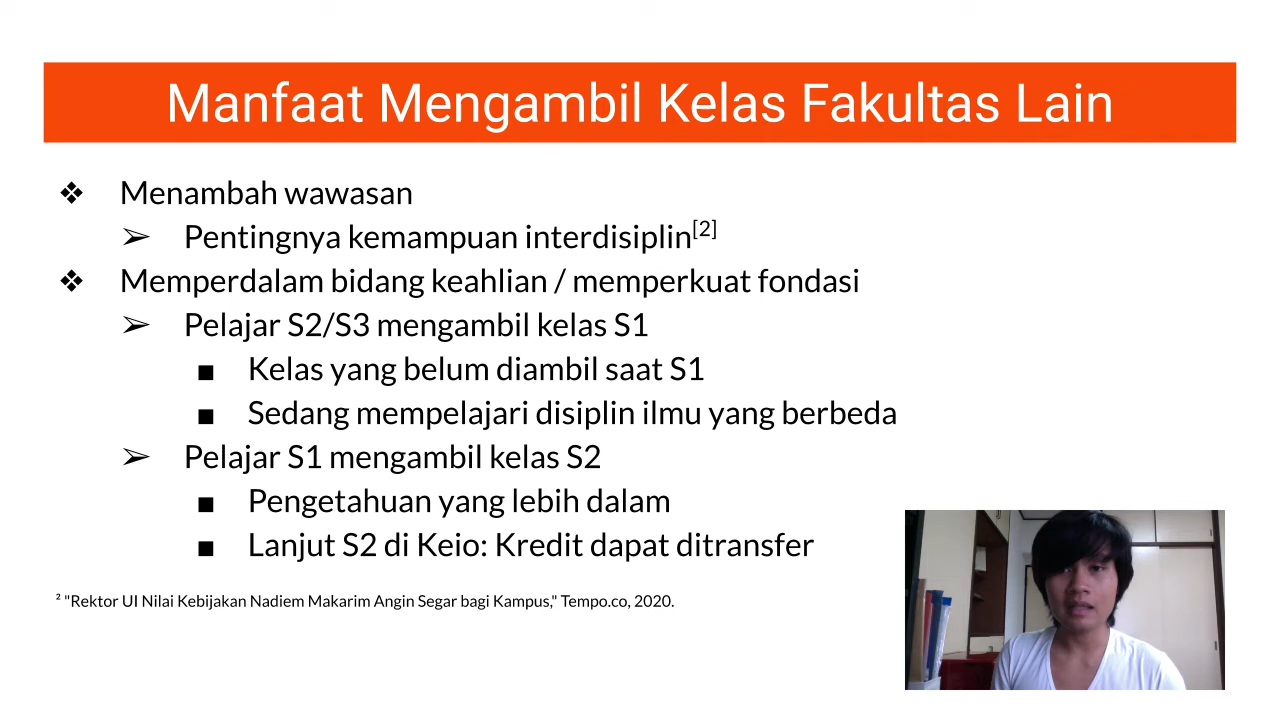 Manfaat Mengambil Kelas Fakultas Lain
❖ Menambah wawasan
➢ Pentingnya kemampuan interdisiplin[2]
❖ Memperdalam bidang keahlian / memperkuat fondasi
➢ Pelajar S2/S3 mengambil kelas S1
■ Kelas yang belum diambil saat S1
■ Sedang mempelajari disiplin ilmu yang berbeda
➢ Pelajar S1 mengambil kelas S2
■ Pengetahuan yang lebih dalam
■ Lanjut S2 di Keio: Kredit dapat ditransfer
² "Rektor UI Nilai Kebijakan Nadiem Makarim Angin Segar bagi Kampus," Tempo.co, 2020.